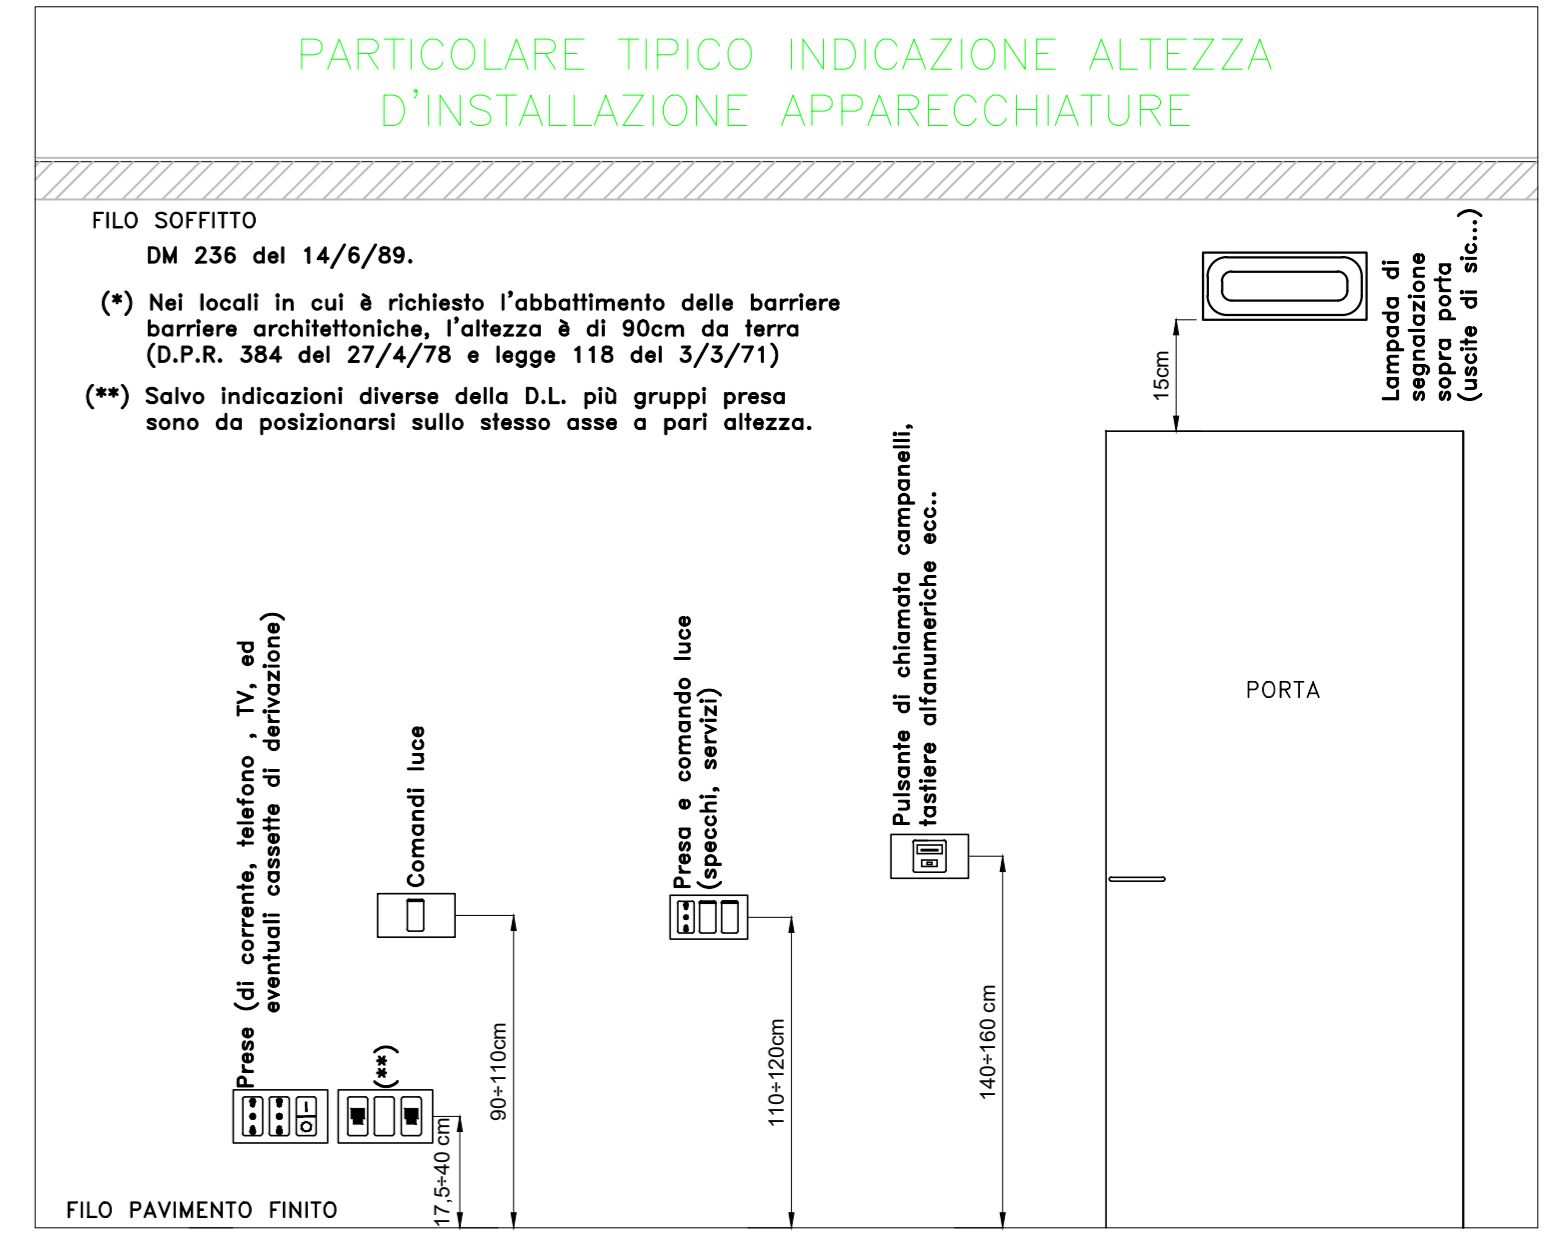 PARTICOLARE TIPICO INDICAZIONE ALTEZZA
D'INSTALLAZIONE APPARECCHIATURE
FILO SOFFITTO
DM 236 del 14/6/89.
(*) Nei locali in cui è richiesto l'abbattimento delle barriere
barriere architettoniche, l'altezza è di 90cm da terra
(D.P.R. 384 del 27/4/78 e legge 118 del 3/3/71)
(**) Salvo indicazioni diverse della D.L. più gruppi presa
sono da posizionarsi sullo stesso asse a pari altezza.
Lampada di
segnalazione
sopra porta
(uscite di sic...)
15cm
Prese (di corrente, telefono , TV, ed
eventuali cassette di derivazione)
(**)
17,5÷40 cm
Comandi luce
90÷110cm
Presa e comando luce
(specchi, servizi)
110÷120cm
Pulsante di chiamata campanelli,
tastiere alfanumeriche ecc..
140÷160 cm
PORTA
FILO PAVIMENTO FINITO